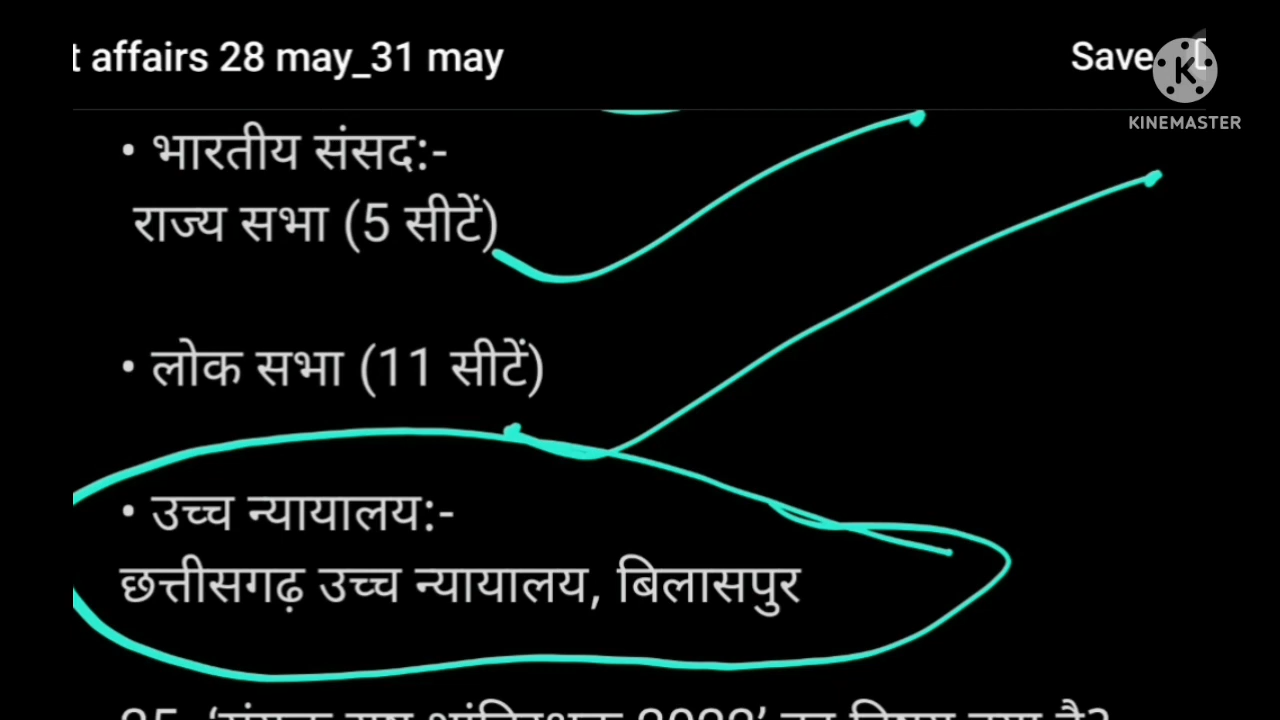 t affairs 28 may_31 may
Save
KINEMASTER
• भारतीय संसद:-
राज्य सभा (5 सीटें)
• लोक सभा (11 सीटें)
• उच्च न्यायालय:-
छत्तीसगढ़ उच्च न्यायालय, बिलासपुर